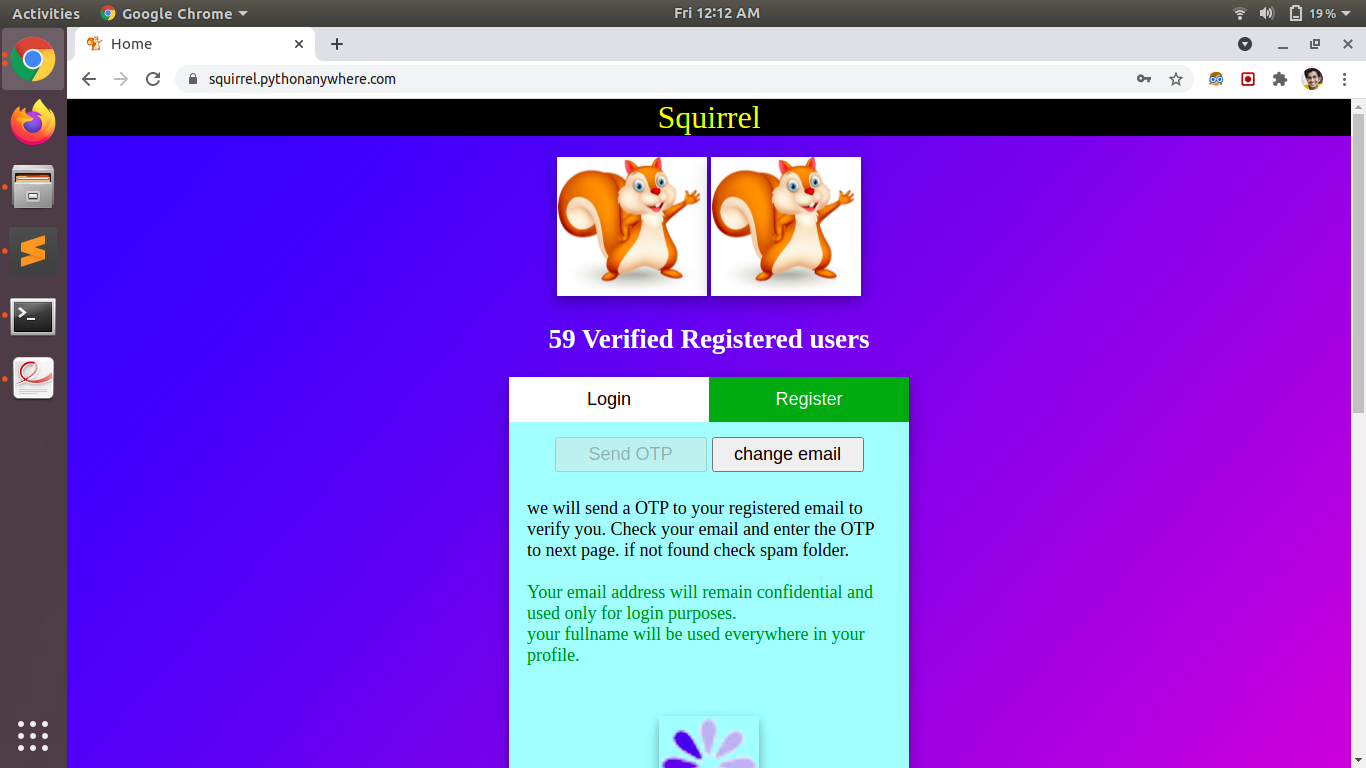 Activities Google Chrome Fri 12:12 AM 19%
Home
squirrel.pythonanywhere.com
Squirrel
59 Verified Registered users
Login Register
Send OTP change email
we will send a OTP to your registered email to
verify you. Check your email and enter the OTP
to next page. if not found check spam folder.
Your email address will remain confidential and
used only for login purposes.
your fullname will be used everywhere in your
profile.